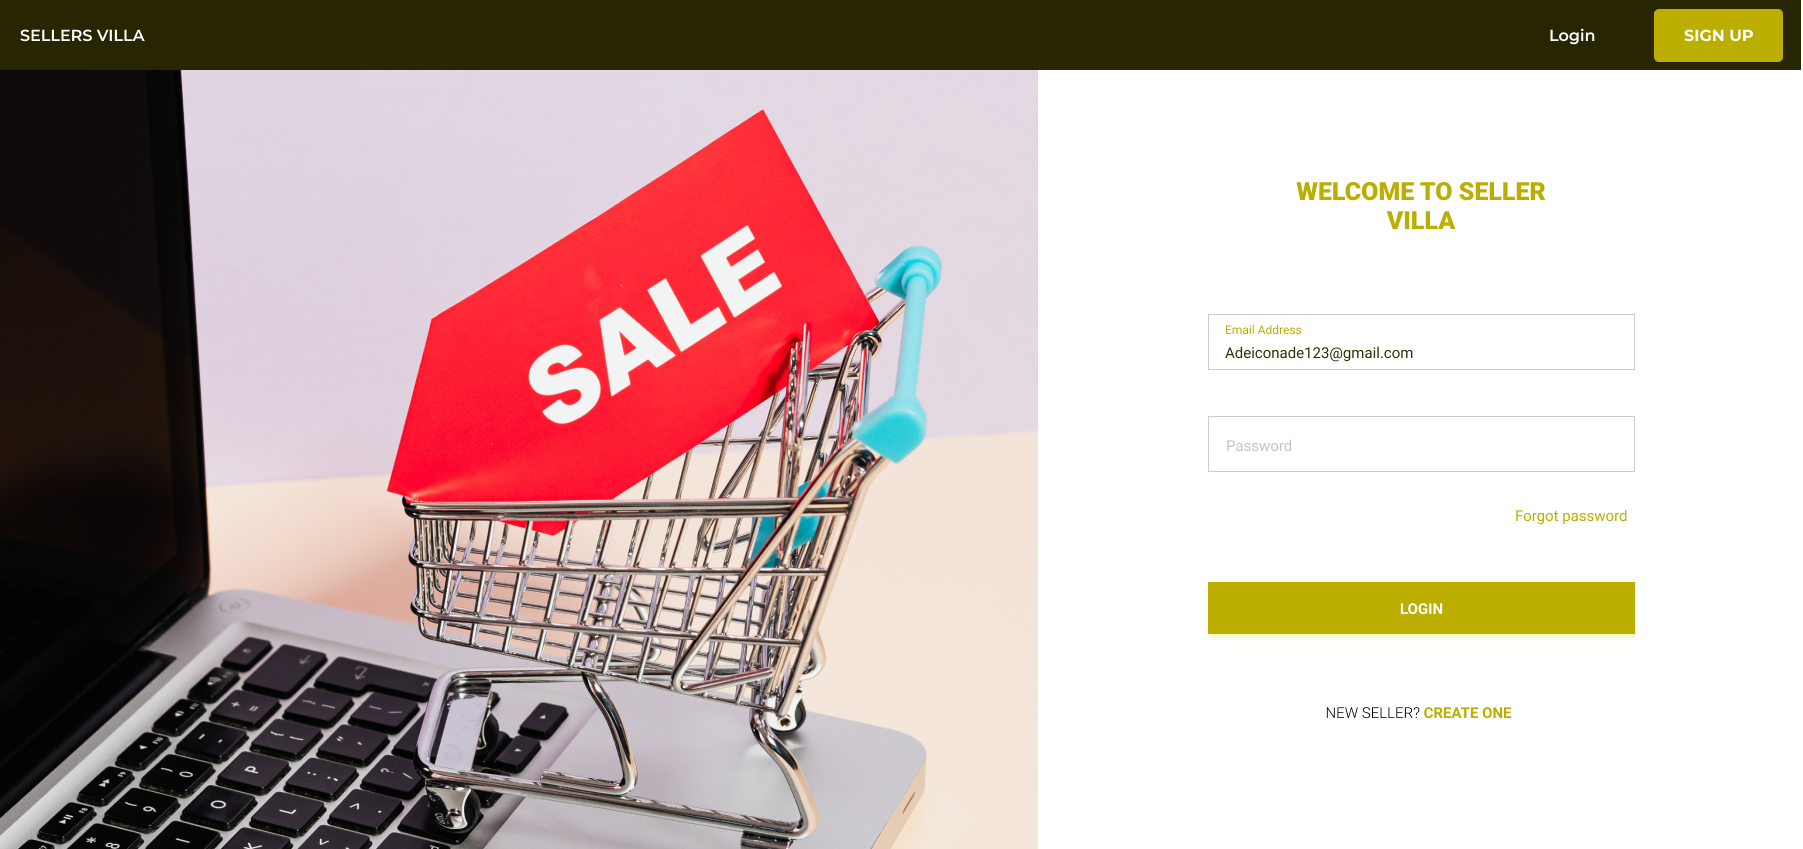 SELLERS VILLA
Login
SIGN UP
SALE
WELCOME TO SELLER
VILLA
Email Address
Adeiconade123@gmail.com
Password
Forgot password
LOGIN
NEW SELLER? CREATE ONE